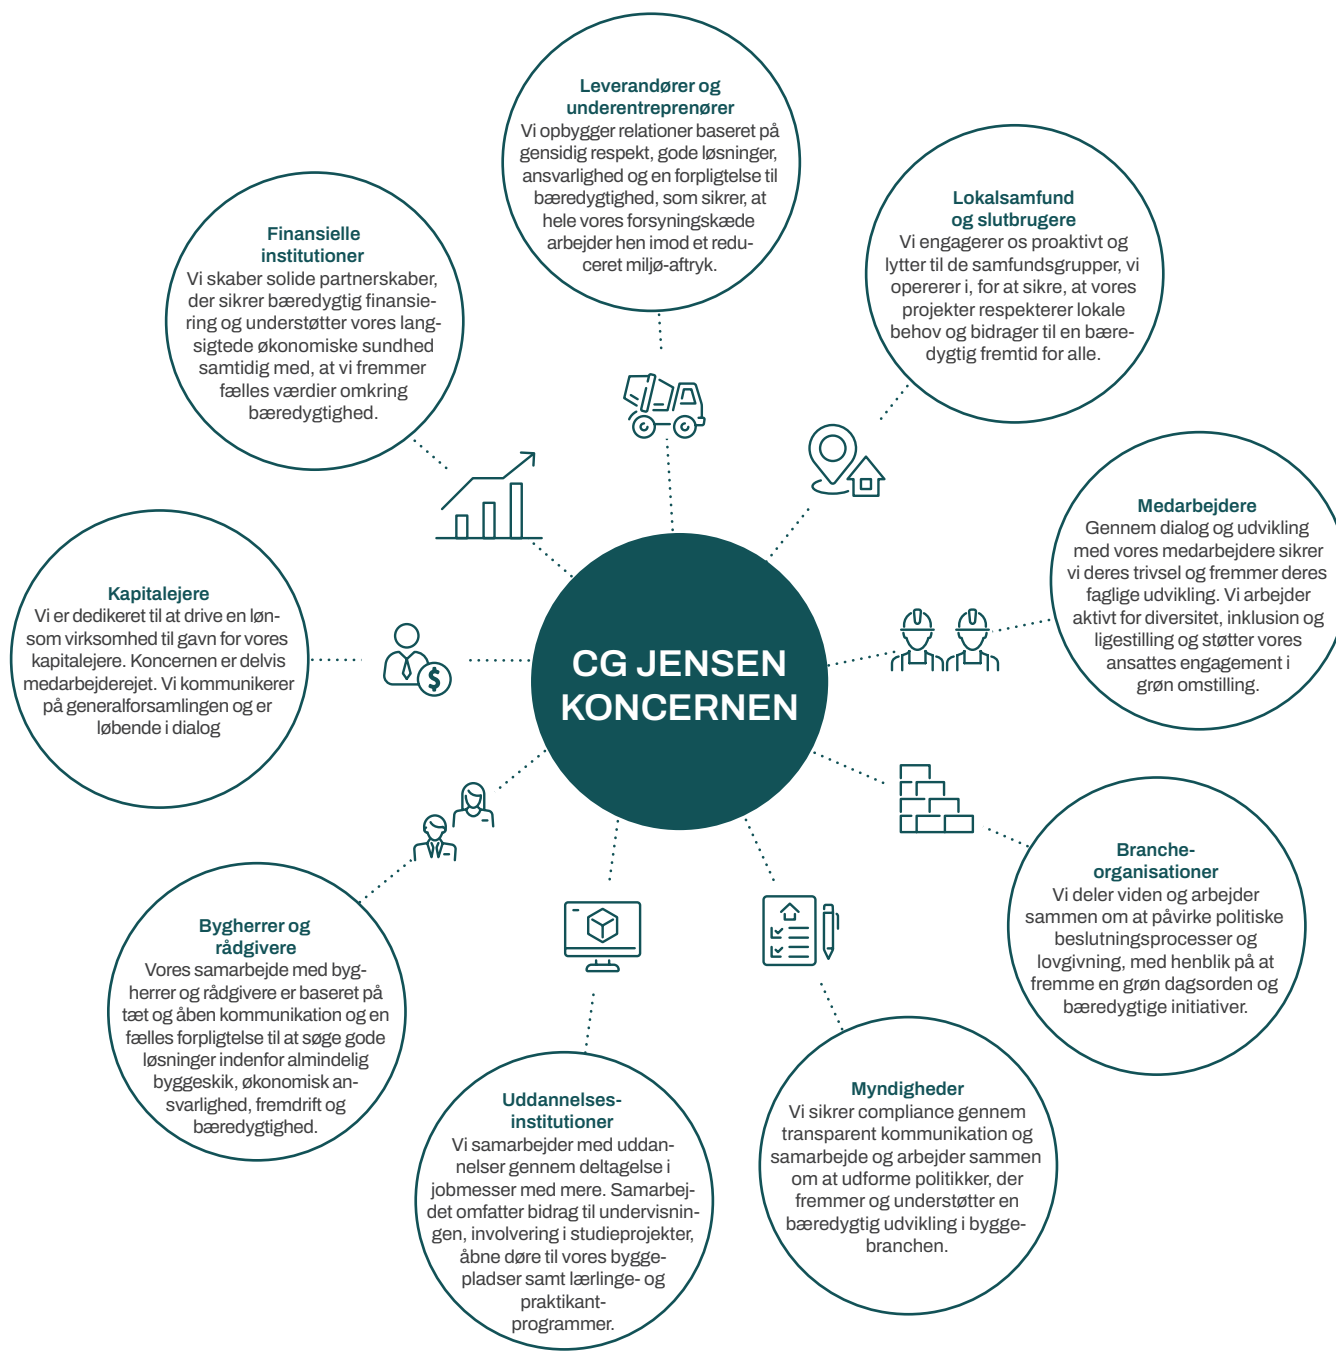 Leverandører og
underentreprenører
Vi opbygger relationer baseret på
gensidig respekt, gode løsninger,
ansvarlighed og en forpligtelse til
bæredygtighed, som sikrer, at
hele vores forsyningskæde
arbejder hen imod et redu-
ceret miljø-aftryk.
Lokalsamfund
og slutbrugere
Vi engagerer os proaktivt og
lytter til de samfundsgrupper, vi
opererer i, for at sikre, at vores
projekter respekterer lokale
behov og bidrager til en bære-
dygtig fremtid for alle.
Finansielle
institutioner
Vi skaber solide partnerskaber,
der sikrer bæredygtig finansie-
ring og understøtter vores lang-
sigtede økonomiske sundhed
samtidig med, at vi fremmer
fælles værdier omkring
bæredygtighed.
Medarbejdere
Gennem dialog og udvikling
med vores medarbejdere sikrer
vi deres trivsel og fremmer deres
faglige udvikling. Vi arbejder
aktivt for diversitet, inklusion og
ligestilling og støtter vores
ansattes engagement i
grøn omstilling.
Kapitalejere
Vi er dedikeret til at drive en løn-
som virksomhed til gavn for vores
kapitalejere. Koncernen er delvis
medarbejderejet. Vi kommunikerer
på generalforsamlingen og er
løbende i dialog
$
CG JENSEN
KONCERNEN
Branche-
organisationer
Vi deler viden og arbejder
sammen om at påvirke politiske
beslutningsprocesser og
lovgivning, med henblik på at
fremme en grøn dagsorden og
bæredygtige initiativer.
Bygherrer og
rådgivere
Vores samarbejde med byg-
herrer og rådgivere er baseret på
tæt og åben kommunikation og en
fælles forpligtelse til at søge gode
løsninger indenfor almindelig
byggeskik, økonomisk an-
svarlighed, fremdrift og
bæredygtighed.
Myndigheder
Vi sikrer compliance gennem
transparent kommunikation og
samarbejde og arbejder sammen
om at udforme politikker, der
fremmer og understøtter en
bæredygtig udvikling i bygge-
branchen.
Uddannelses-
institutioner
Vi samarbejder med uddan-
nelser gennem deltagelse i
jobmesser med mere. Samarbej-
det omfatter bidrag til undervisnin-
gen, involvering i studieprojekter,
åbne døre til vores bygge-
pladser samt lærlinge- og
praktikant-
programmer.